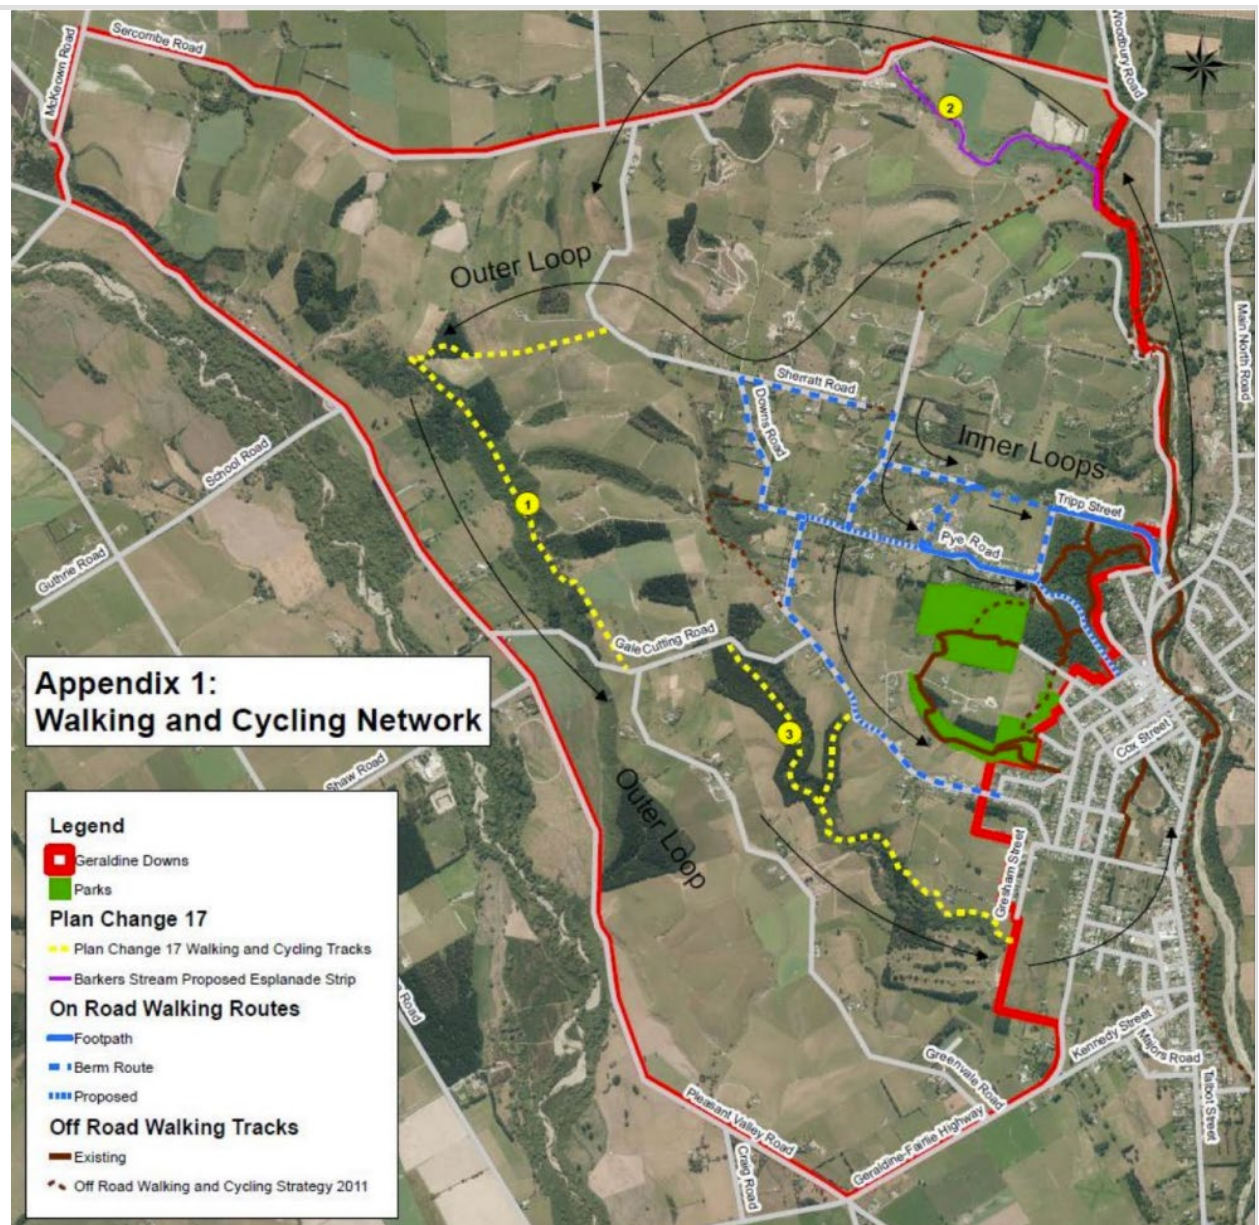 Sercombe Road
McKeown Road
Woodbury Road
2
Outer Loop
Main North Road
Sherratt Road
Downs Road
Inner Loops
School Road
1
Tripp Street
Pye Road
Guthrie Road
Gale Cutting Road
Appendix 1:
Walking and Cycling Network
3
Cox Street
Shaw Road
Outer Loop
Gresham Street
Legend
Geraldine Downs
Parks
Plan Change 17
Plan Change 17 Walking and Cycling Tracks
Barkers Stream Proposed Esplanade Strip
On Road Walking Routes
Footpath
Berm Route
Proposed
Off Road Walking Tracks
Existing
Off Road Walking and Cycling Strategy 2011
Road
Kennedy Street
Majors Road
Greenvale Road
Talbot Street
Pleasant Valley Road
Geraldine-Fairlie Highway
Craig Road